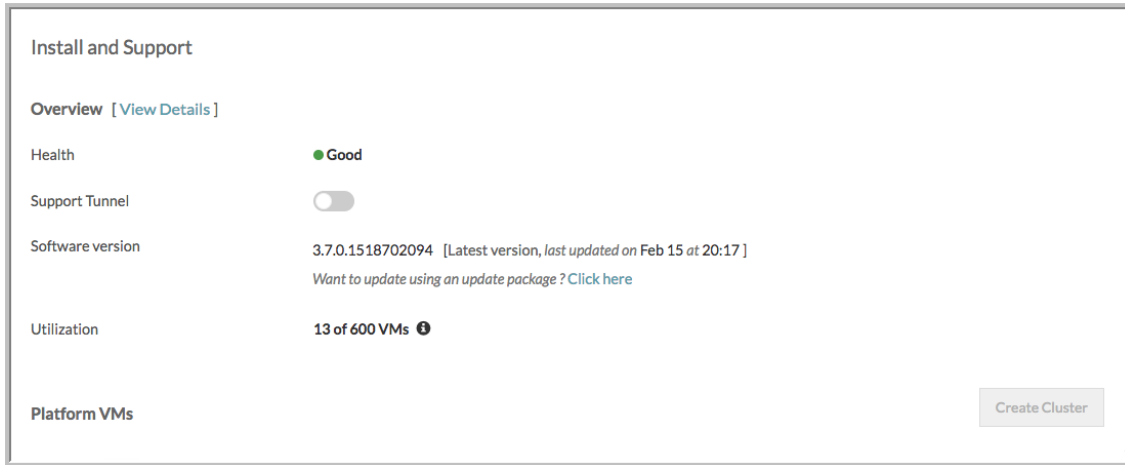 Install and Support
Overview [ View Details ]
Health Good
Support Tunnel
Software version 3.7.0.1518702094 [Latest version, last updated on Feb 15 at 20:17 ]
Want to update using an update package ? Click here
Utilization 13 of 600 VMs
Platform VMs Create Cluster